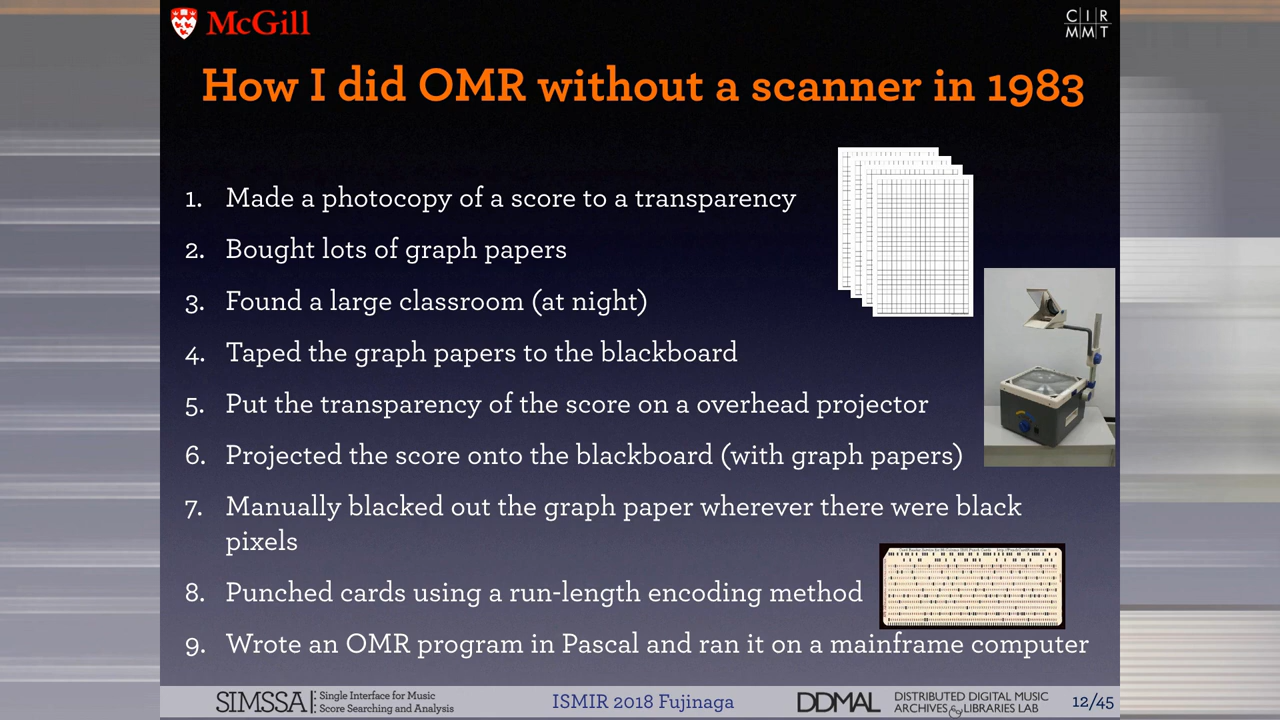 McGill
CIR
MMT
How I did OMR without a scanner in 1983
1. Made a photocopy of a score to a transparency
2. Bought lots of graph papers
3. Found a large classroom (at night)
4. Taped the graph papers to the blackboard
5. Put the transparency of the score on a overhead projector
6. Projected the score onto the blackboard (with graph papers)
7. Manually blacked out the graph paper wherever there were black
pixels
8. Punched cards using a run-length encoding method
9. Wrote an OMR program in Pascal and ran it on a mainframe computer
SIMSSA
Single Interface for Music
Score Searching and Analysis
ISMIR 2018 Fujinaga
DDMAL
DISTRIBUTED DIGITAL MUSIC
ARCHIVES & LIBRARIES LAB
12/45